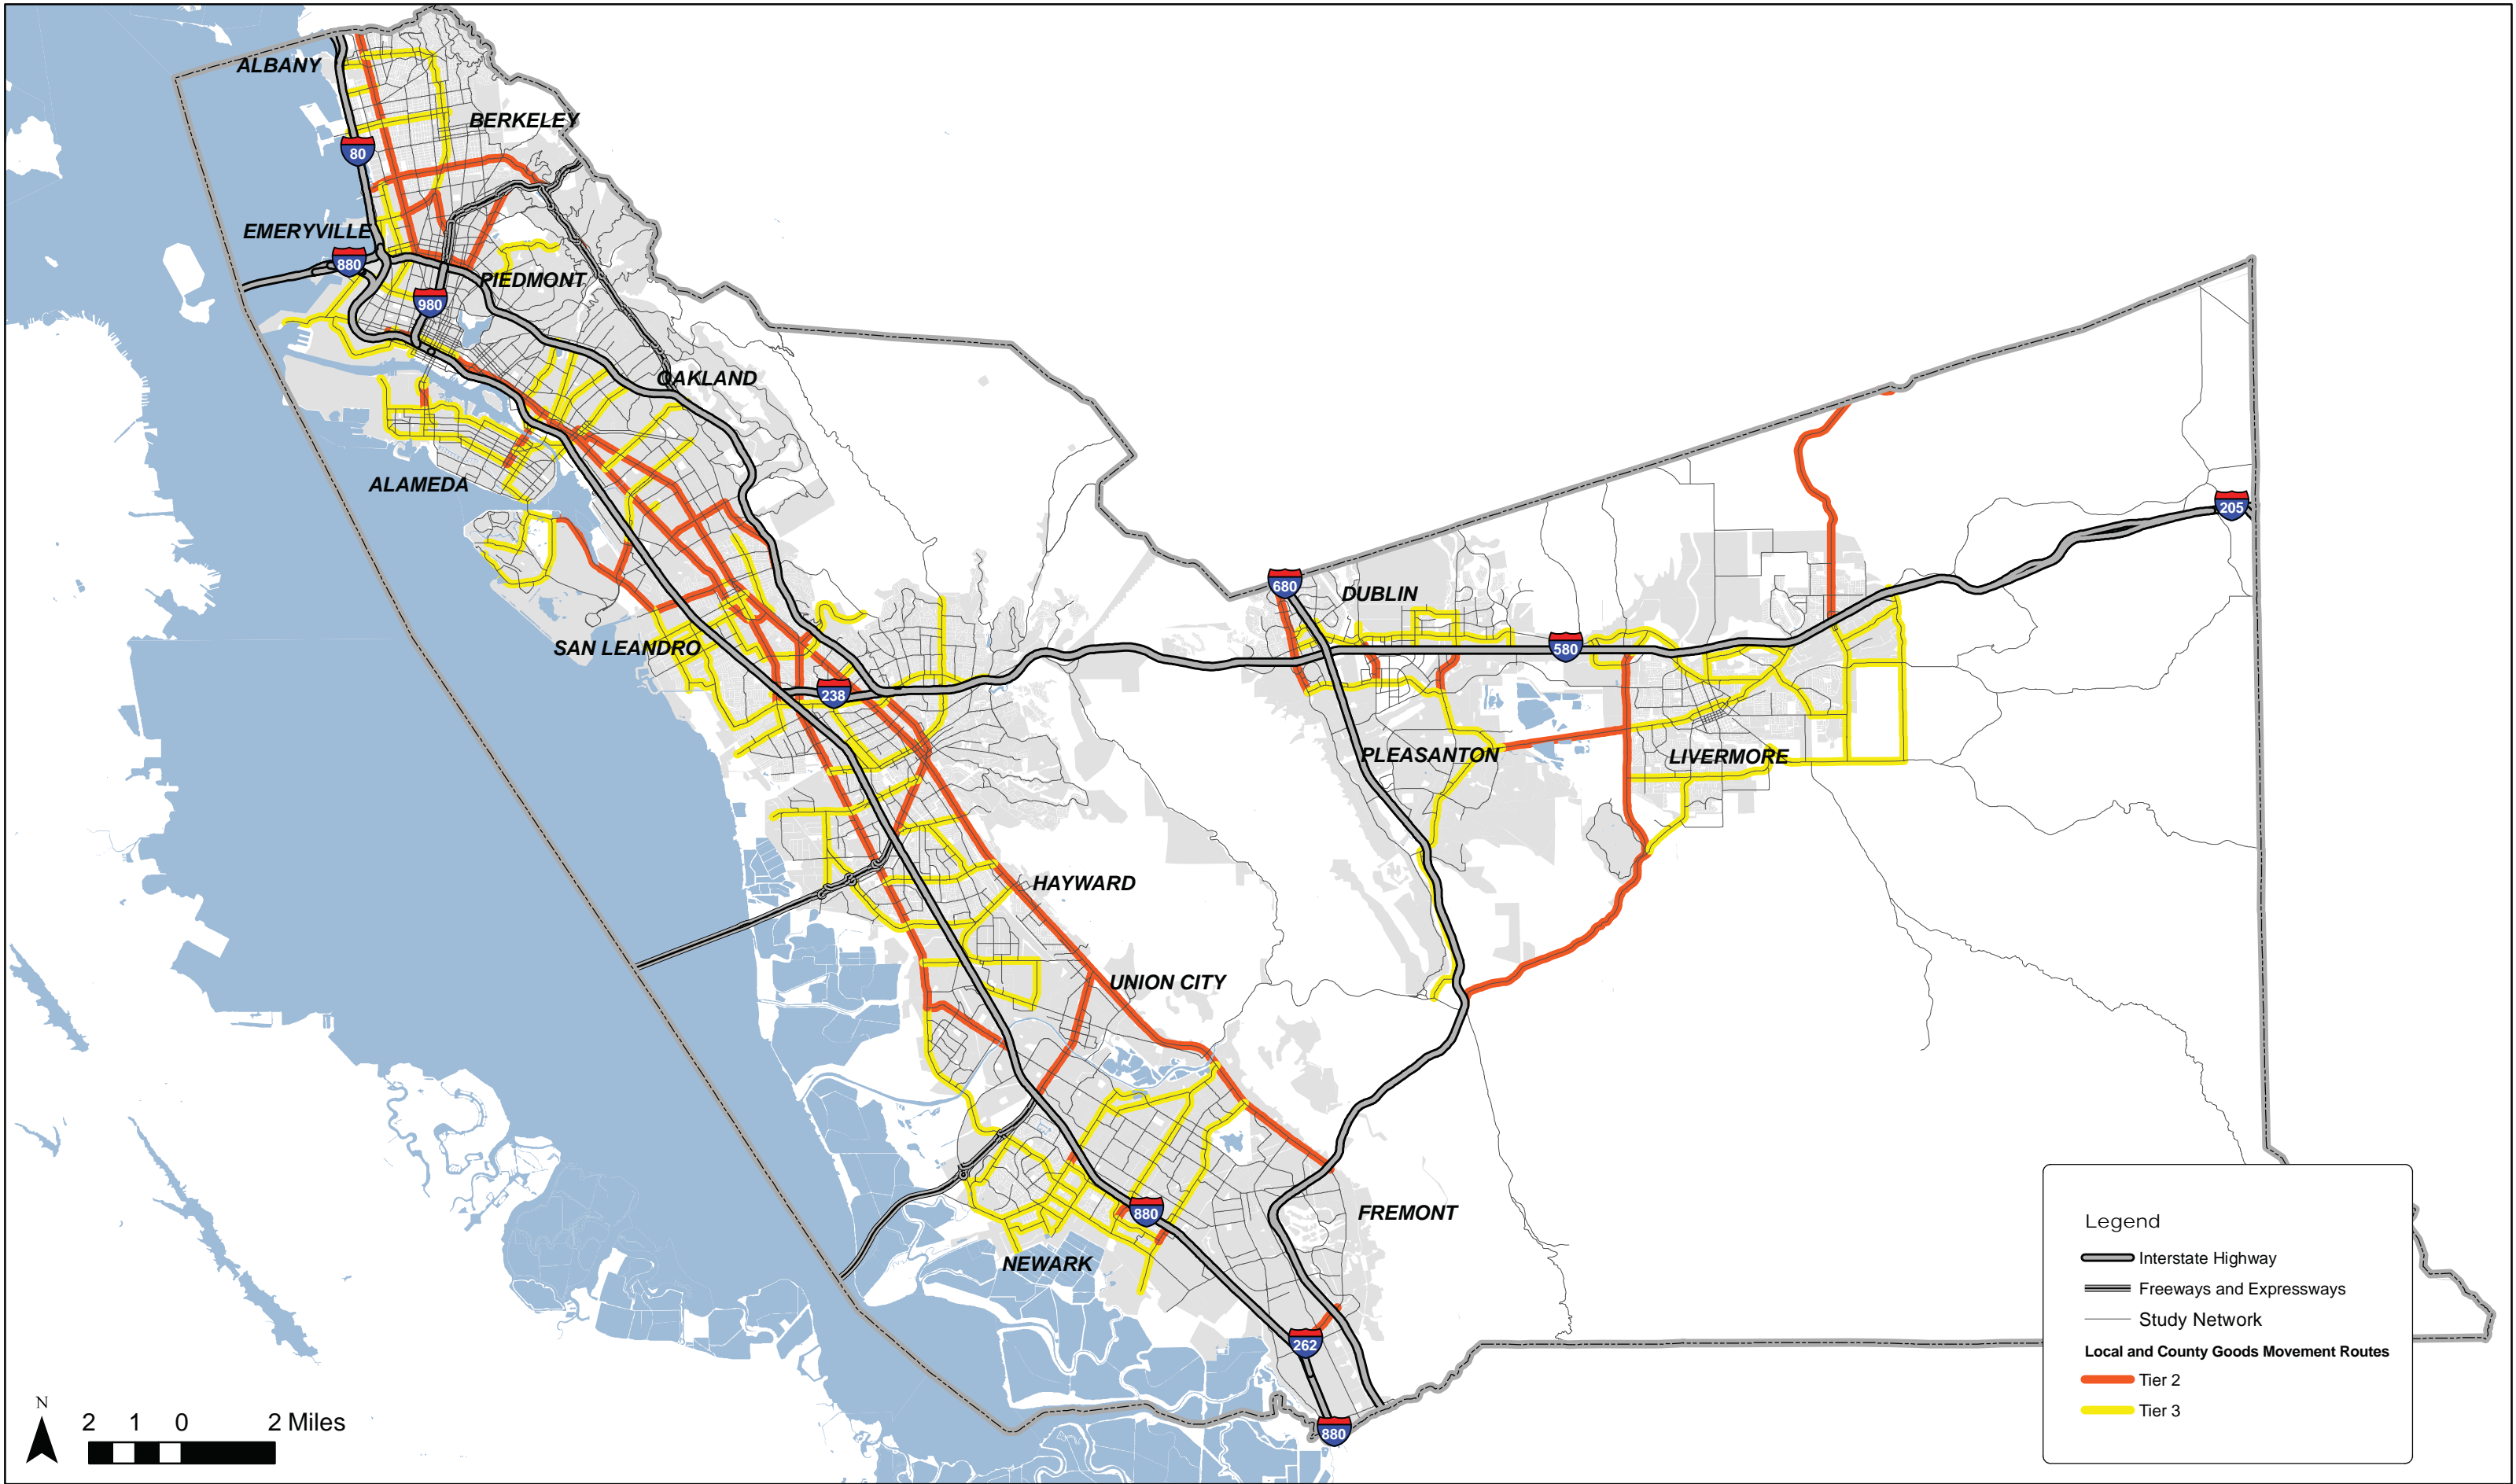 ALBANY
BERKELEY
80
EMERYVILLE
880
PIEDMONT
980
OAKLAND
ALAMEDA
205
680
DUBLIN
SAN LEANDRO
580
238
PLEASANTON
LIVERMORE
HAYWARD
UNION CITY
880
FREMONT
NEWARK
262
880
Legend
Interstate Highway
Freeways and Expressways
Study Network
Local and County Goods Movement Routes
Tier 2
Tier 3
N
2 1 0 2 Miles